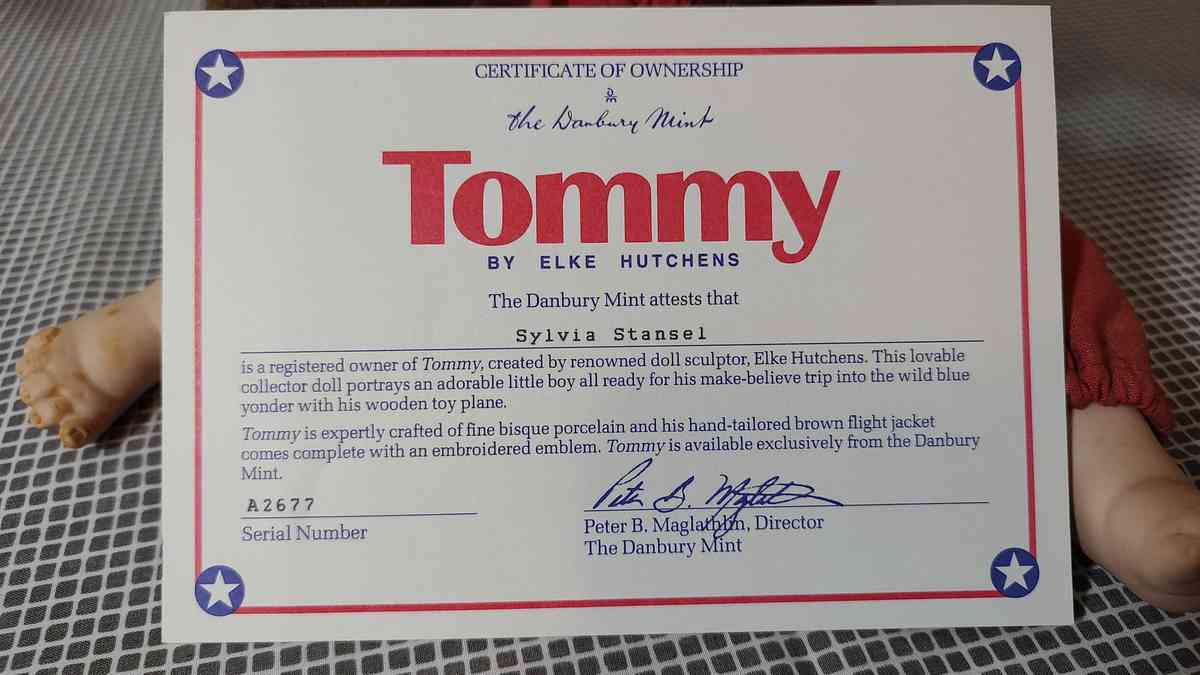 CERTIFICATE OF OWNERSHIP
DM
the Danbury Mint
Tommy
BY ELKE HUTCHENS
The Danbury Mint attests that
Sylvia Stansel
is a registered owner of Tommy, created by renowned doll sculptor, Elke Hutchens. This lovable
collector doll portrays an adorable little boy all ready for his make-believe trip into the wild blue
yonder with his wooden toy plane.
Tommy is expertly crafted of fine bisque porcelain and his hand-tailored brown flight jacket
comes complete with an embroidered emblem. Tommy is available exclusively from the Danbury
Mint.
A2677
Serial Number
Peter B. Maglathlin
Peter B. Maglathlin, Director
The Danbury Mint